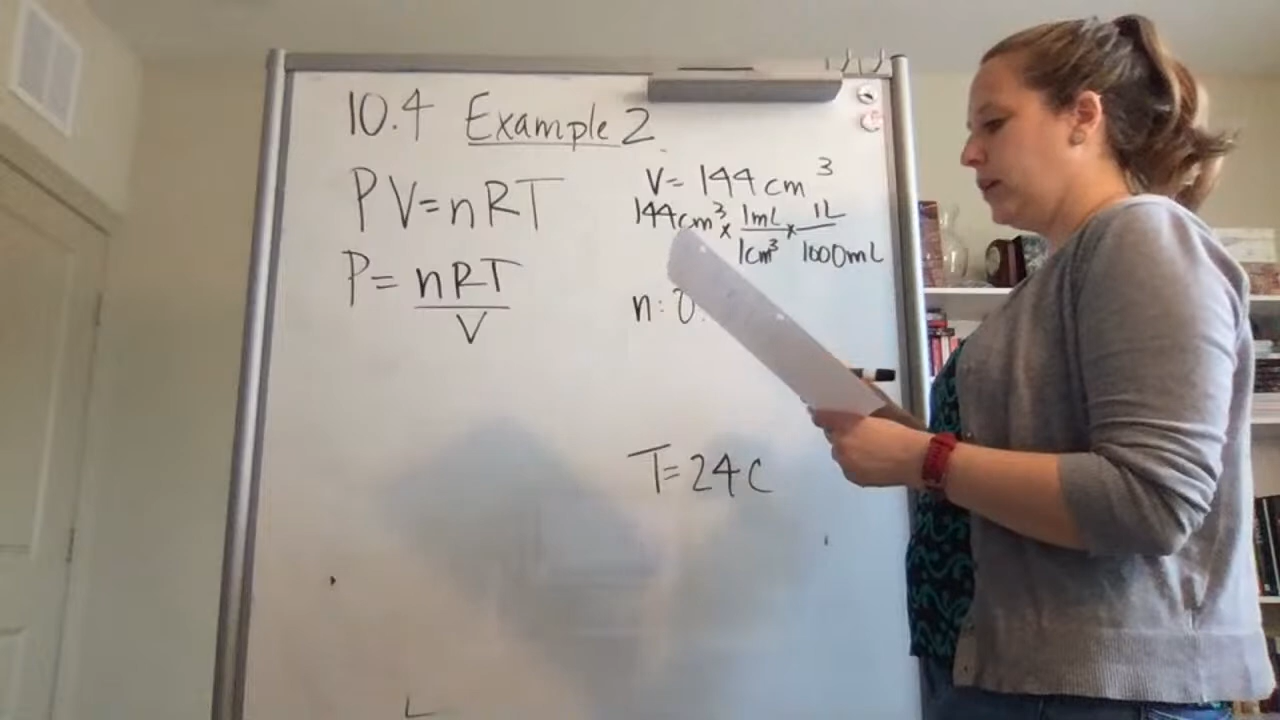 10.4 Example 2
PV=nRT
P= nRT
V
V= 144 cm³
144cm³ x 1mL x 1L
1cm³ 1000mL
n: 0.
T=24C